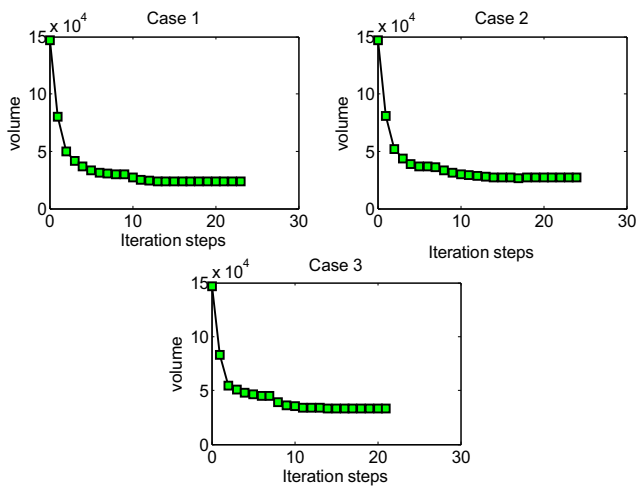 Case 1
x 10^4
15
10
5
0
volume
0 10 20 30
Iteration steps
Case 2
x 10^4
15
10
5
0
volume
0 10 20 30
Iteration steps
Case 3
x 10^4
15
10
5
0
volume
0 10 20 30
Iteration steps